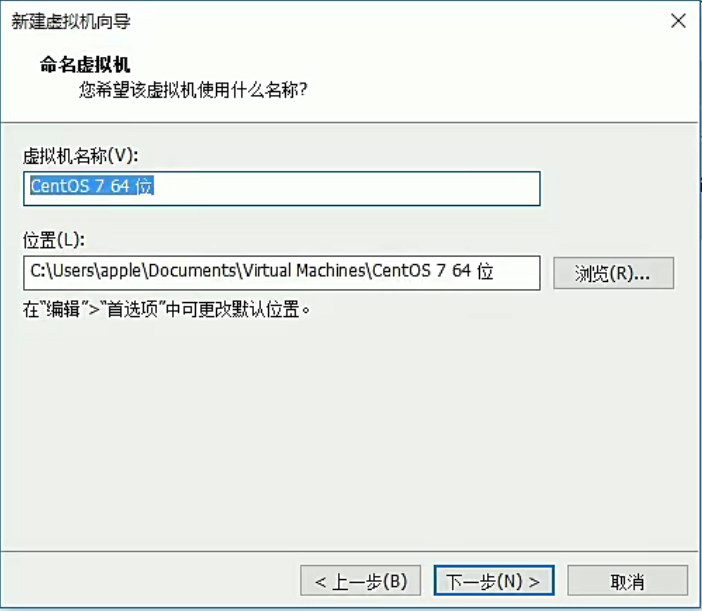 新建虚拟机向导
命名虚拟机
您希望该虚拟机使用什么名称?
虚拟机名称(V):
CentOS 7 64 位
位置(L):
C:\Users\apple\Documents\Virtual Machines\CentOS 7 64 位
浏览(R)...
在“编辑”>“首选项”中可更改默认位置。
< 上一步(B)
下一步(N) >
取消